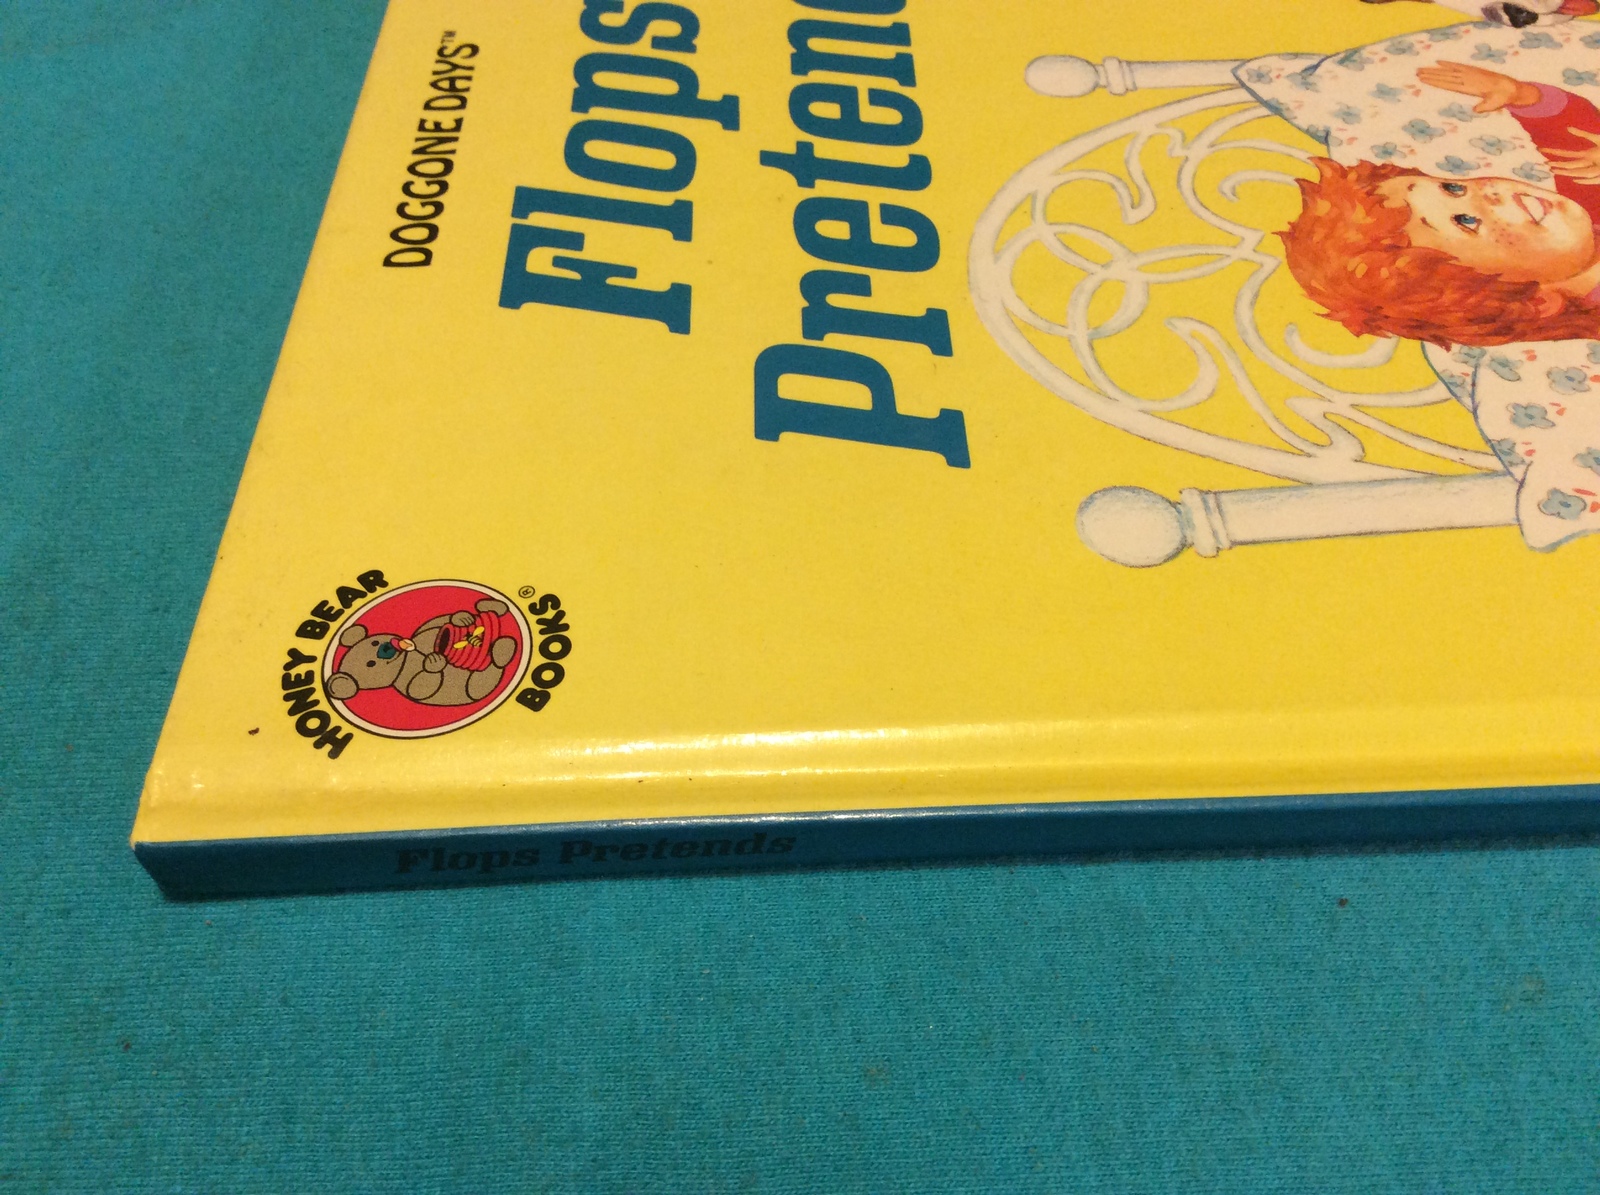 DOGGONE DAYS™
Flops
Preten
HONEY BEAR
BOOKS®
Flops Pretends